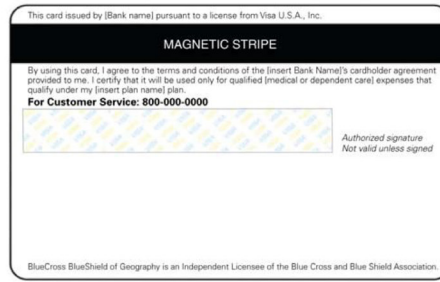 This card issued by [Bank name] pursuant to a license from Visa U.S.A., Inc.
MAGNETIC STRIPE
By using this card, I agree to the terms and conditions of the [insert Bank Name]'s cardholder agreement
provided to me. I certify that it will be used only for qualified [medical or dependent care] expenses that
qualify under my [insert plan name] plan.
For Customer Service: 800-000-0000
Authorized signature
Not valid unless signed
BlueCross BlueShield of Geography is an Independent Licensee of the Blue Cross and Blue Shield Association.